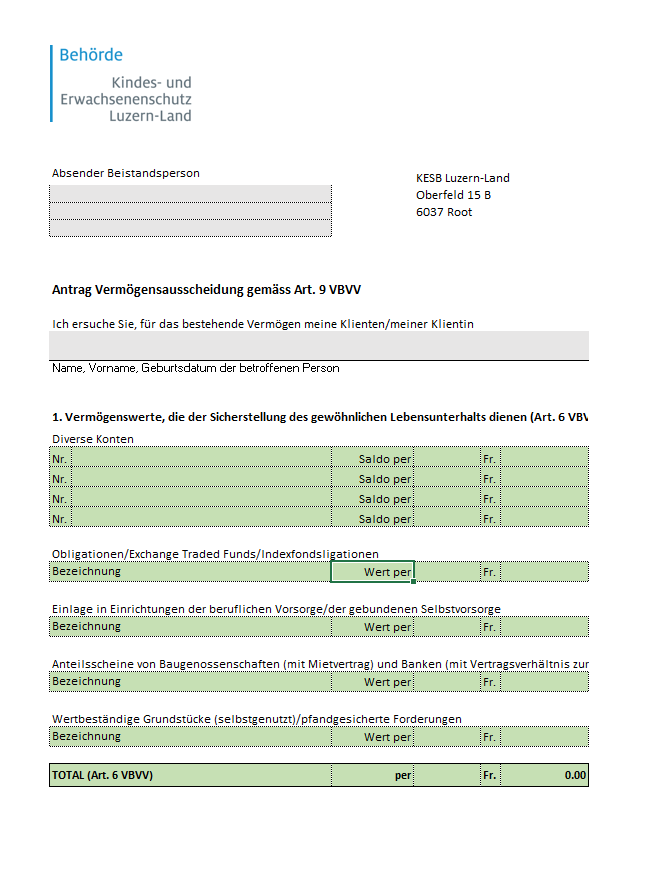 Behörde
Kindes- und
Erwachsenenschutz
Luzern-Land
Absender Beistandsperson
KESB Luzern-Land
Oberfeld 15 B
6037 Root
Antrag Vermögensausscheidung gemäss Art. 9 VBVV
Ich ersuche Sie, für das bestehende Vermögen meine Klienten/meiner Klientin
Name, Vorname, Geburtsdatum der betroffenen Person
1. Vermögenswerte, die der Sicherstellung des gewöhnlichen Lebensunterhalts dienen (Art. 6 VBV
Diverse Konten
Nr. Saldo per Fr.
Nr. Saldo per Fr.
Nr. Saldo per Fr.
Nr. Saldo per Fr.
Obligationen/Exchange Traded Funds/Indexfondsligationen
Bezeichnung Wert per Fr.
Einlage in Einrichtungen der beruflichen Vorsorge/der gebundenen Selbstvorsorge
Bezeichnung Wert per Fr.
Anteilsscheine von Baugenossenschaften (mit Mietvertrag) und Banken (mit Vertragsverhältnis zur
Bezeichnung Wert per Fr.
Wertbeständige Grundstücke (selbstgenutzt)/pfandgesicherte Forderungen
Bezeichnung Wert per Fr.
TOTAL (Art. 6 VBVV) per Fr. 0.00